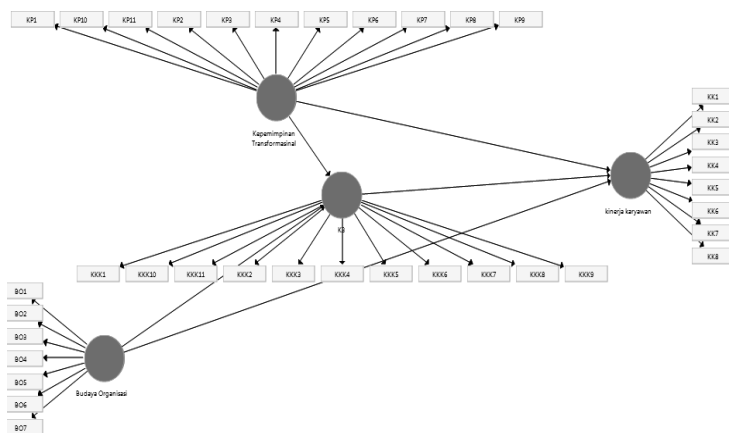 KP1 KP10 KP11 KP2 KP3 KP4 KP5 KP6 KP7 KP8 KP9
Kepemimpinan
Transformasinal
KK1
KK2
KK3
KK4
KK5
KK6
KK7
KK8
kinerja karyawan
K3
KKK1 KKK10 KKK11 KKK2 KKK3 KKK4 KKK5 KKK6 KKK7 KKK8 KKK9
BO1
BO2
BO3
BO4
BO5
BO6
BO7
Budaya Organisasi